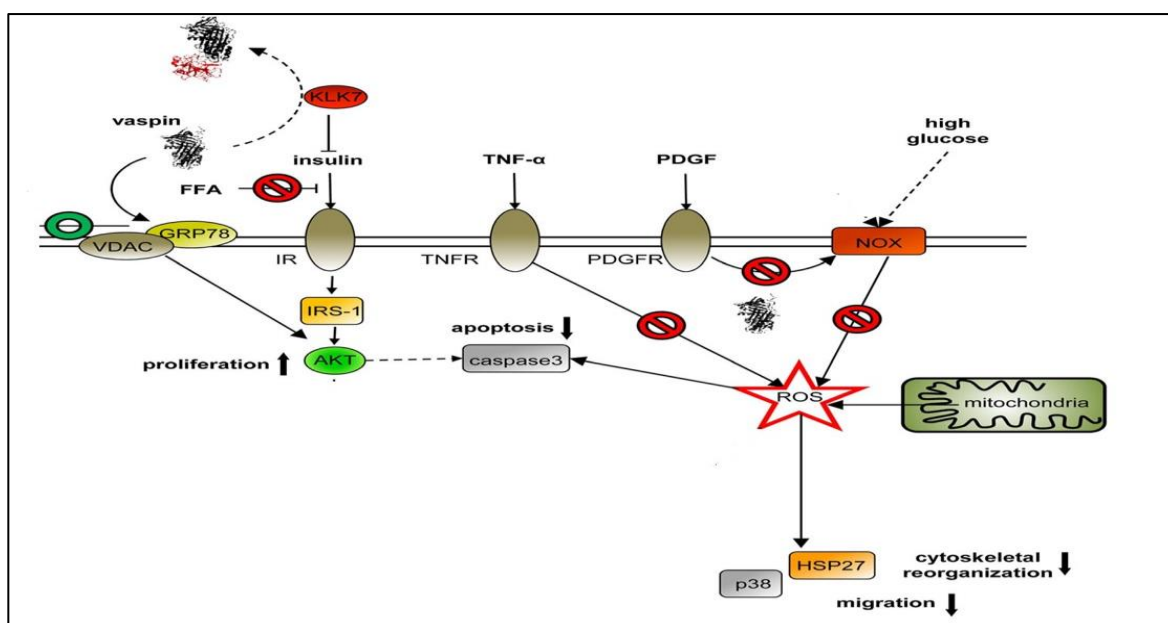 KLK7
vaspin
high
glucose
insulin
TNF-α
PDGF
FFA
GRP78
VDAC
NOX
IR
TNFR
PDGFR
IRS-1
apoptosis
proliferation
AKT
caspase3
ROS
mitochondria
HSP27
cytoskeletal
reorganization
p38
migration